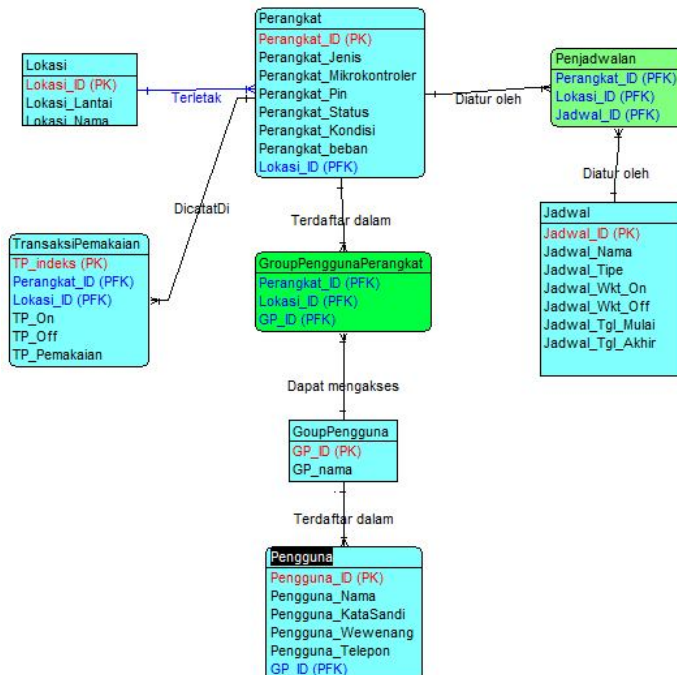 Perangkat
Perangkat_ID (PK)
Perangkat_Jenis
Perangkat_Mikrokontroler
Perangkat_Pin
Perangkat_Status
Perangkat_Kondisi
Perangkat_beban
Lokasi_ID (PFK)
Lokasi
Lokasi_ID (PK)
Lokasi_Lantai
Lokasi_Nama
Terletak
Penjadwalan
Perangkat_ID (PFK)
Lokasi_ID (PFK)
Jadwal_ID (PFK)
Diatur oleh
Diatur oleh
DicatatDi
Terdaftar dalam
Jadwal
Jadwal_ID (PK)
Jadwal_Nama
Jadwal_Tipe
Jadwal_Wkt_On
Jadwal_Wkt_Off
Jadwal_Tgl_Mulai
Jadwal_Tgl_Akhir
TransaksiPemakaian
TP_indeks (PK)
Perangkat_ID (PFK)
Lokasi_ID (PFK)
TP_On
TP_Off
TP_Pemakaian
GroupPenggunaPerangkat
Perangkat_ID (PFK)
Lokasi_ID (PFK)
GP_ID (PFK)
Dapat mengakses
GoupPengguna
GP_ID (PK)
GP_nama
Terdaftar dalam
Pengguna
Pengguna_ID (PK)
Pengguna_Nama
Pengguna_KataSandi
Pengguna_Wewenang
Pengguna_Telepon
GP_ID (PFK)